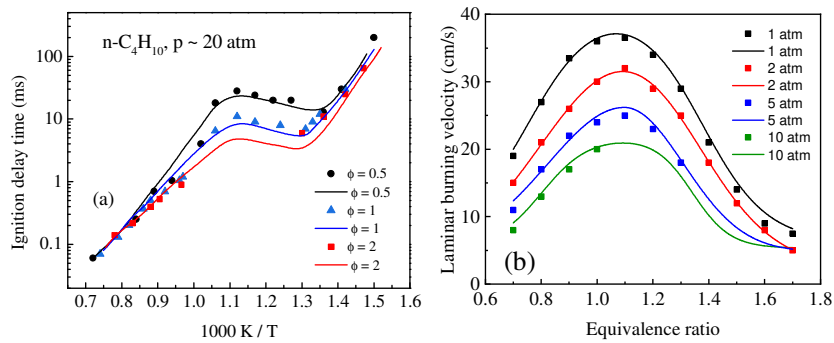 n-C4H10, p ~ 20 atm
Ignition delay time (ms)
100
10
1
0.1
(a)
ϕ = 0.5
ϕ = 0.5
ϕ = 1
ϕ = 1
ϕ = 2
ϕ = 2
0.7 0.8 0.9 1.0 1.1 1.2 1.3 1.4 1.5 1.6
1000 K / T
Laminar burning velocity (cm/s)
40
30
20
10
0
1 atm
1 atm
2 atm
2 atm
5 atm
5 atm
10 atm
10 atm
(b)
0.6 0.8 1.0 1.2 1.4 1.6 1.8
Equivalence ratio